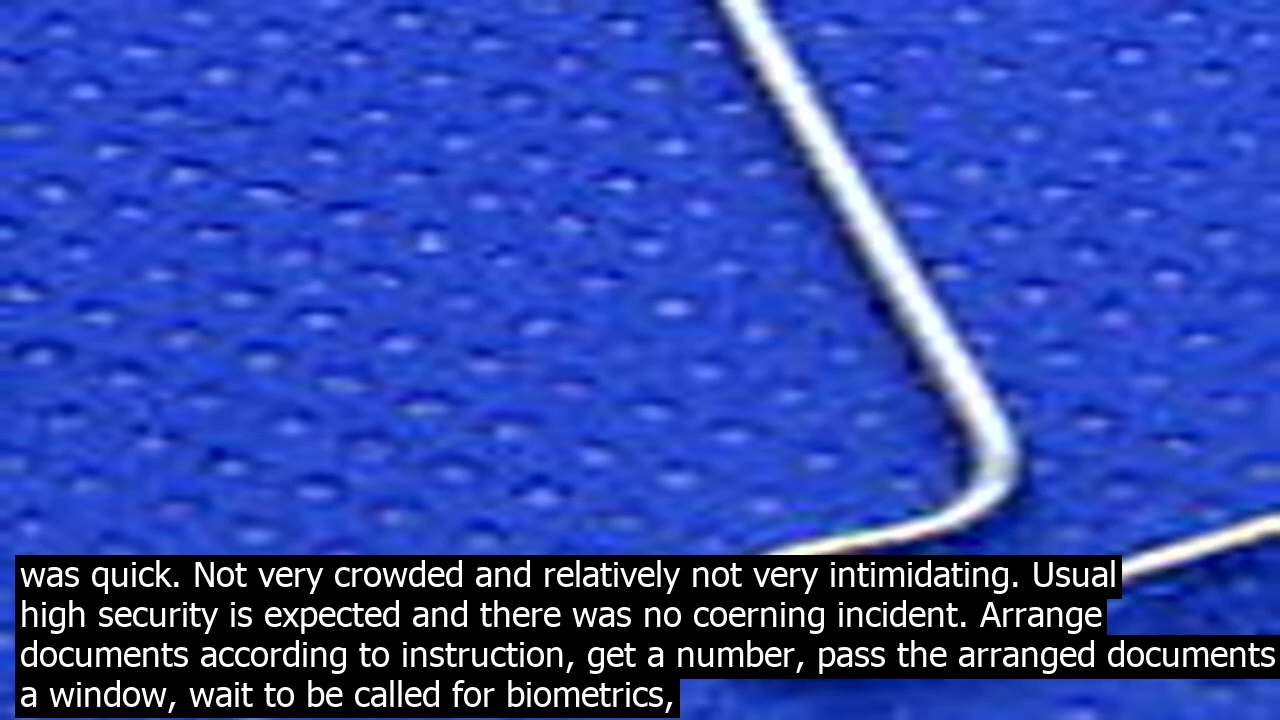 was quick. Not very crowded and relatively not very intimidating. Usual
high security is expected and there was no coerning incident. Arrange
documents according to instruction, get a number, pass the arranged documents
a window, wait to be called for biometrics,